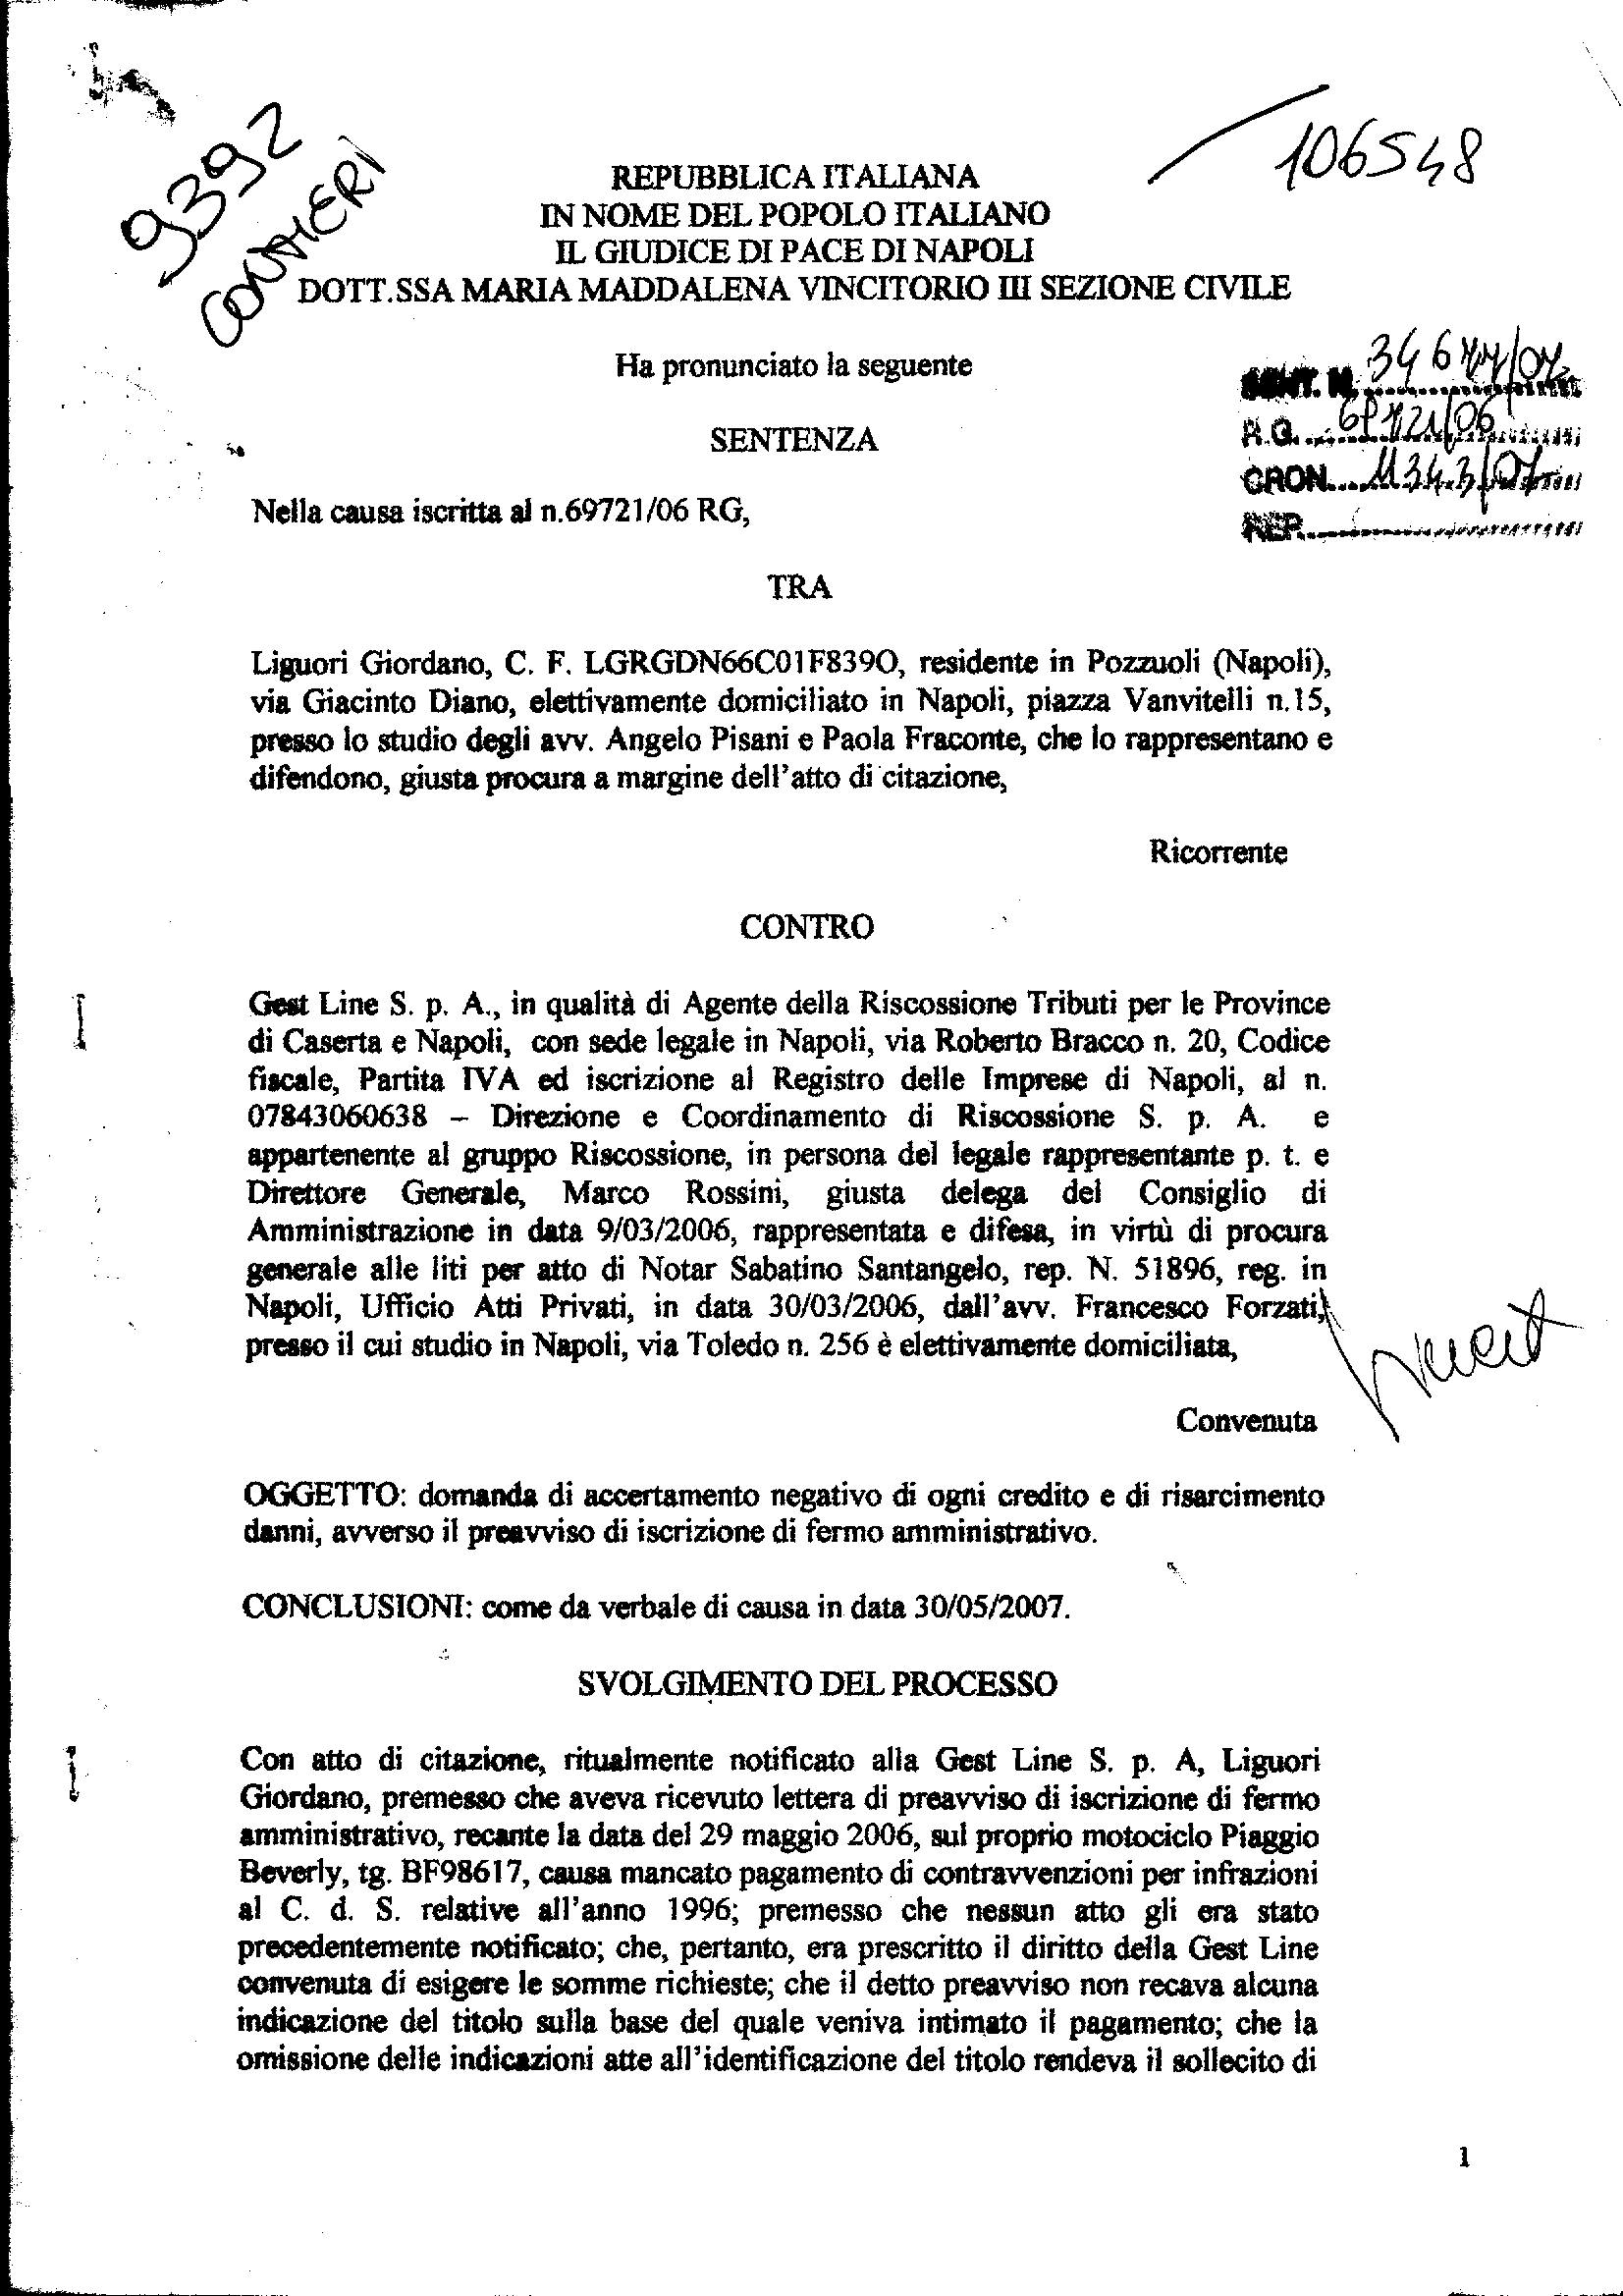 9392
106548
REPUBBLICA ITALIANA
IN NOME DEL POPOLO ITALIANO
IL GIUDICE DI PACE DI NAPOLI
DOTT.SSA MARIA MADDALENA VINCITORIO III SEZIONE CIVILE
Ha pronunciato la seguente
SENT. N.
SENTENZA
R.G.
CRON. 11343/07
Nella causa iscritta al n.69721/06 RG,
REP.
TRA
Liguori Giordano, C. F. LGRGDN66C01F839O, residente in Pozzuoli (Napoli),
via Giacinto Diano, elettivamente domiciliato in Napoli, piazza Vanvitelli n.15,
presso lo studio degli avv. Angelo Pisani e Paola Fraconte, che lo rappresentano e
difendono, giusta procura a margine dell'atto di citazione,
Ricorrente
CONTRO
Gest Line S. p. A., in qualità di Agente della Riscossione Tributi per le Province
di Caserta e Napoli, con sede legale in Napoli, via Roberto Bracco n. 20, Codice
fiscale, Partita IVA ed iscrizione al Registro delle Imprese di Napoli, al n.
07843060638 – Direzione e Coordinamento di Riscossione S. p. A. e
appartenente al gruppo Riscossione, in persona del legale rappresentante p. t. e
Direttore Generale, Marco Rossini, giusta delega del Consiglio di
Amministrazione in data 9/03/2006, rappresentata e difesa, in virtù di procura
generale alle liti per atto di Notar Sabatino Santangelo, rep. N. 51896, reg. in
Napoli, Ufficio Atti Privati, in data 30/03/2006, dall'avv. Francesco Forzati,
presso il cui studio in Napoli, via Toledo n. 256 è elettivamente domiciliata,
Convenuta
OGGETTO: domanda di accertamento negativo di ogni credito e di risarcimento
danni, avverso il preavviso di iscrizione di fermo amministrativo.
CONCLUSIONI: come da verbale di causa in data 30/05/2007.
SVOLGIMENTO DEL PROCESSO
Con atto di citazione, ritualmente notificato alla Gest Line S. p. A, Liguori
Giordano, premesso che aveva ricevuto lettera di preavviso di iscrizione di fermo
amministrativo, recante la data del 29 maggio 2006, sul proprio motociclo Piaggio
Beverly, tg. BF98617, causa mancato pagamento di contravvenzioni per infrazioni
al C. d. S. relative all'anno 1996; premesso che nessun atto gli era stato
precedentemente notificato; che, pertanto, era prescritto il diritto della Gest Line
convenuta di esigere le somme richieste; che il detto preavviso non recava alcuna
indicazione del titolo sulla base del quale veniva intimato il pagamento; che la
omissione delle indicazioni atte all'identificazione del titolo rendeva il sollecito di
1